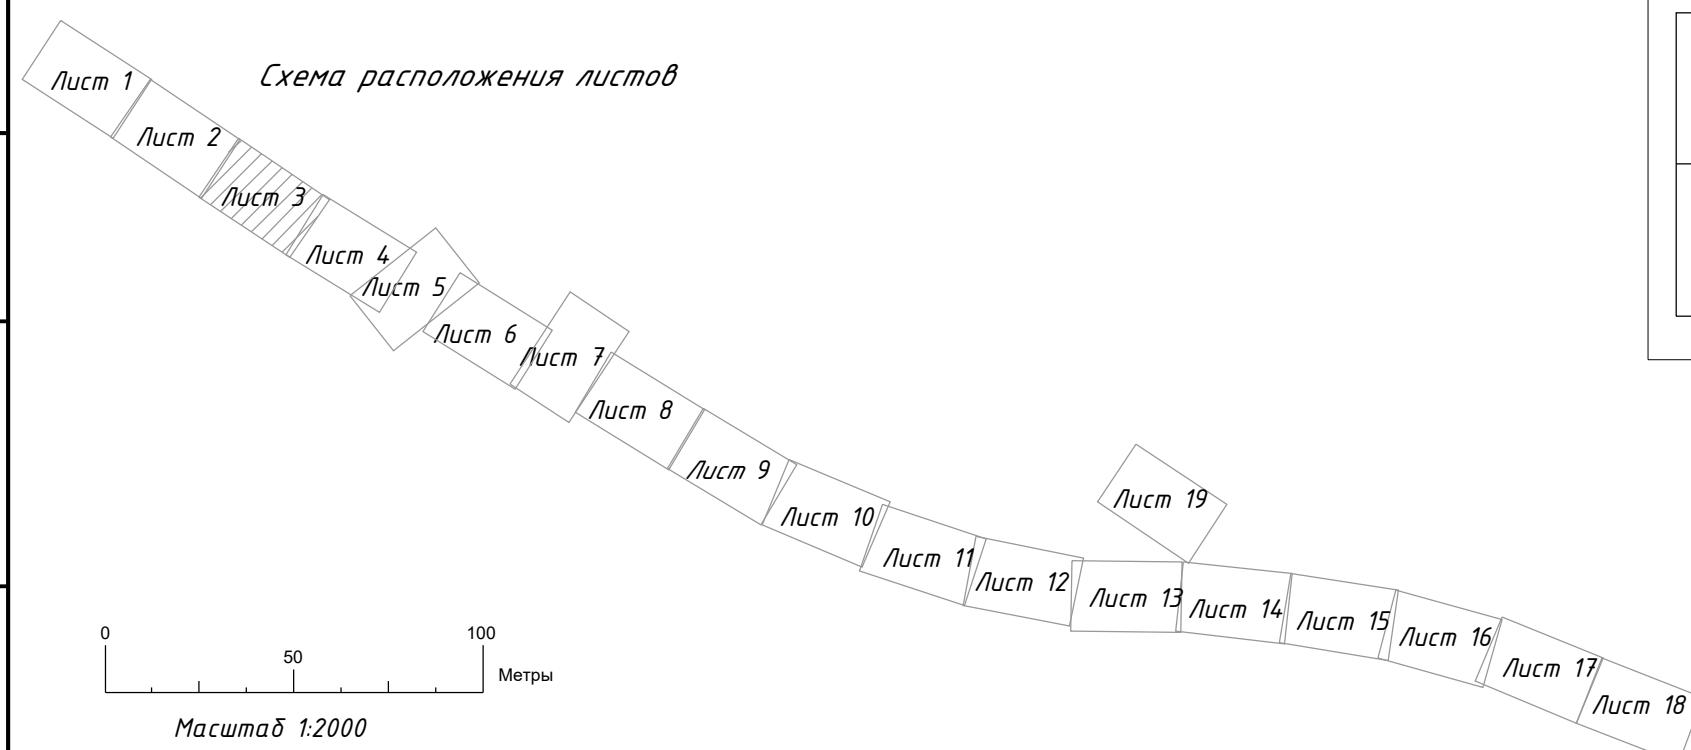 Схема расположения листов
Лист 1
Лист 2
Лист 3
Лист 4
Лист 5
Лист 6
Лист 7
Лист 8
Лист 9
Лист 10
Лист 11
Лист 12
Лист 13
Лист 19
Лист 14
Лист 15
Лист 16
Лист 17
Лист 18
0 100
50
Метры
Масштаб 1:2000